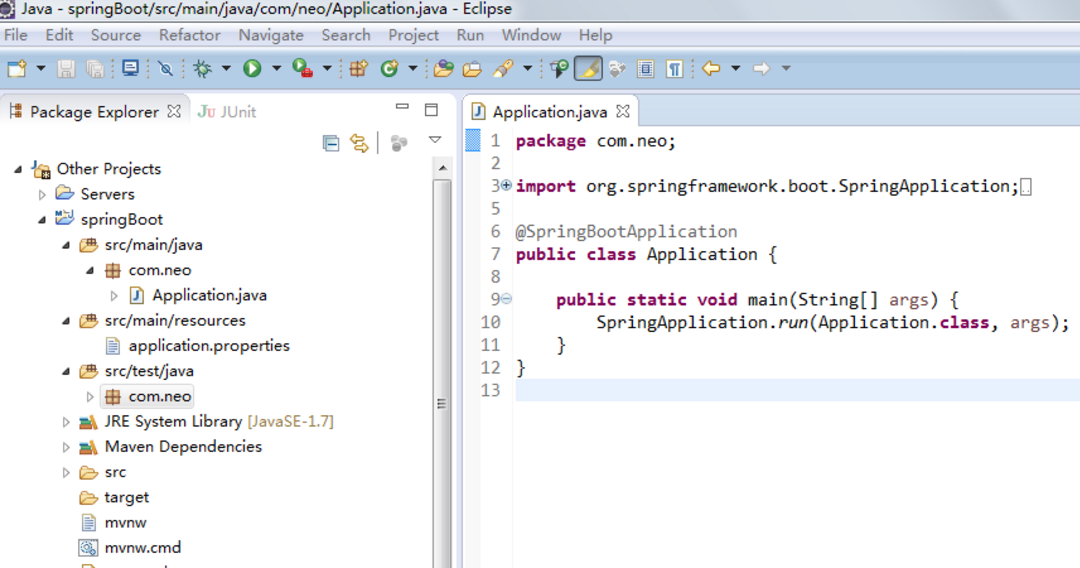 Java - springBoot/src/main/java/com/neo/Application.java - Eclipse
File Edit Source Refactor Navigate Search Project Run Window Help
Package Explorer
JUnit
Other Projects
Servers
springBoot
src/main/java
com.neo
Application.java
src/main/resources
application.properties
src/test/java
com.neo
JRE System Library [JavaSE-1.7]
Maven Dependencies
src
target
mvnw
mvnw.cmd
Application.java
1 package com.neo;
2
3 import org.springframework.boot.SpringApplication;
5
6 @SpringBootApplication
7 public class Application {
8
9 public static void main(String[] args) {
10 SpringApplication.run(Application.class, args);
11 }
12 }
13